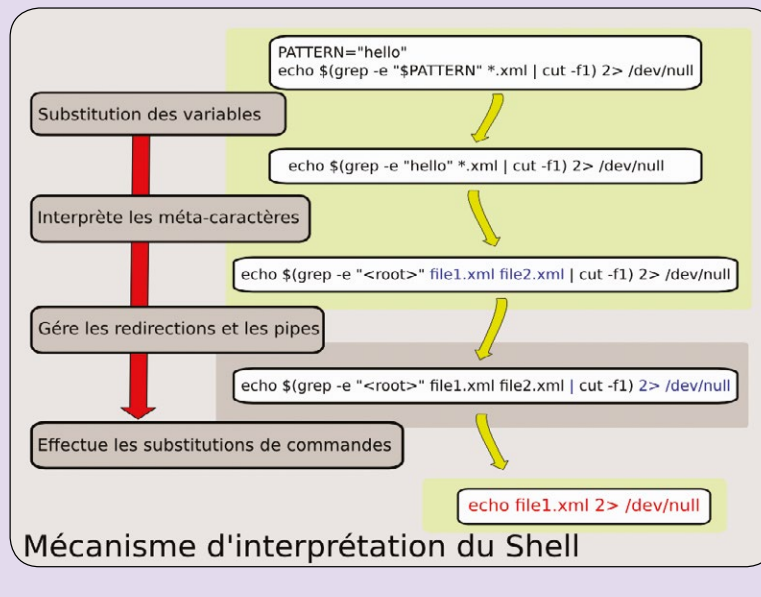 PATTERN="hello"
echo $(grep -e "$PATTERN" *.xml | cut -f1) 2> /dev/null
Substitution des variables
echo $(grep -e "hello" *.xml | cut -f1) 2> /dev/null
Interprète les méta-caractères
echo $(grep -e "<root>" file1.xml file2.xml | cut -f1) 2> /dev/null
Gére les redirections et les pipes
echo $(grep -e "<root>" file1.xml file2.xml | cut -f1) 2> /dev/null
Effectue les substitutions de commandes
echo file1.xml 2> /dev/null
Mécanisme d'interprétation du Shell